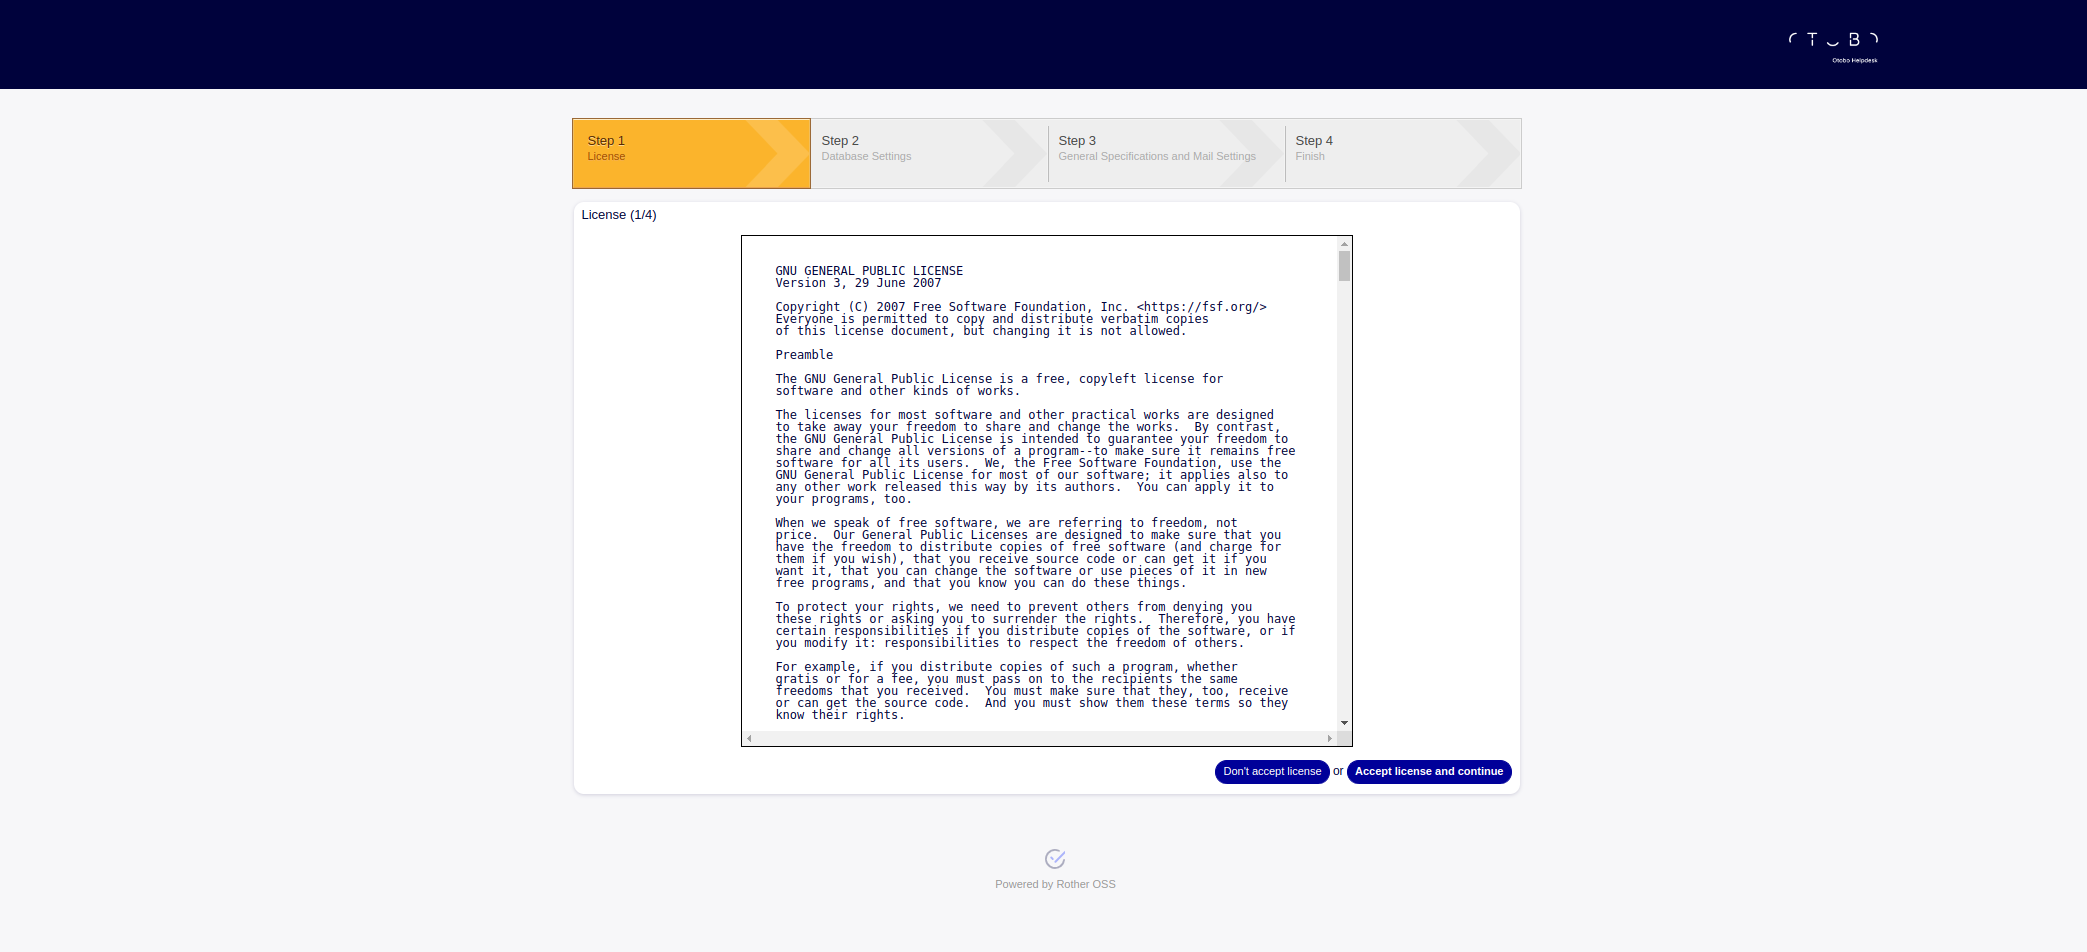 OTOBO
Otobo Helpdesk
Step 1
License
Step 2
Database Settings
Step 3
General Specifications and Mail Settings
Step 4
Finish
License (1/4)
GNU GENERAL PUBLIC LICENSE
Version 3, 29 June 2007
Copyright (C) 2007 Free Software Foundation, Inc. <https://fsf.org/>
Everyone is permitted to copy and distribute verbatim copies
of this license document, but changing it is not allowed.
Preamble
The GNU General Public License is a free, copyleft license for
software and other kinds of works.
The licenses for most software and other practical works are designed
to take away your freedom to share and change the works.  By contrast,
the GNU General Public License is intended to guarantee your freedom to
share and change all versions of a program--to make sure it remains free
software for all its users.  We, the Free Software Foundation, use the
GNU General Public License for most of our software; it applies also to
any other work released this way by its authors.  You can apply it to
your programs, too.
When we speak of free software, we are referring to freedom, not
price.  Our General Public Licenses are designed to make sure that you
have the freedom to distribute copies of free software (and charge for
them if you wish), that you receive source code or can get it if you
want it, that you can change the software or use pieces of it in new
free programs, and that you know you can do these things.
To protect your rights, we need to prevent others from denying you
these rights or asking you to surrender the rights.  Therefore, you have
certain responsibilities if you distribute copies of the software, or if
you modify it: responsibilities to respect the freedom of others.
For example, if you distribute copies of such a program, whether
gratis or for a fee, you must pass on to the recipients the same
freedoms that you received.  You must make sure that they, too, receive
or can get the source code.  And you must show them these terms so they
know their rights.
Don't accept license or Accept license and continue
Powered by Rother OSS